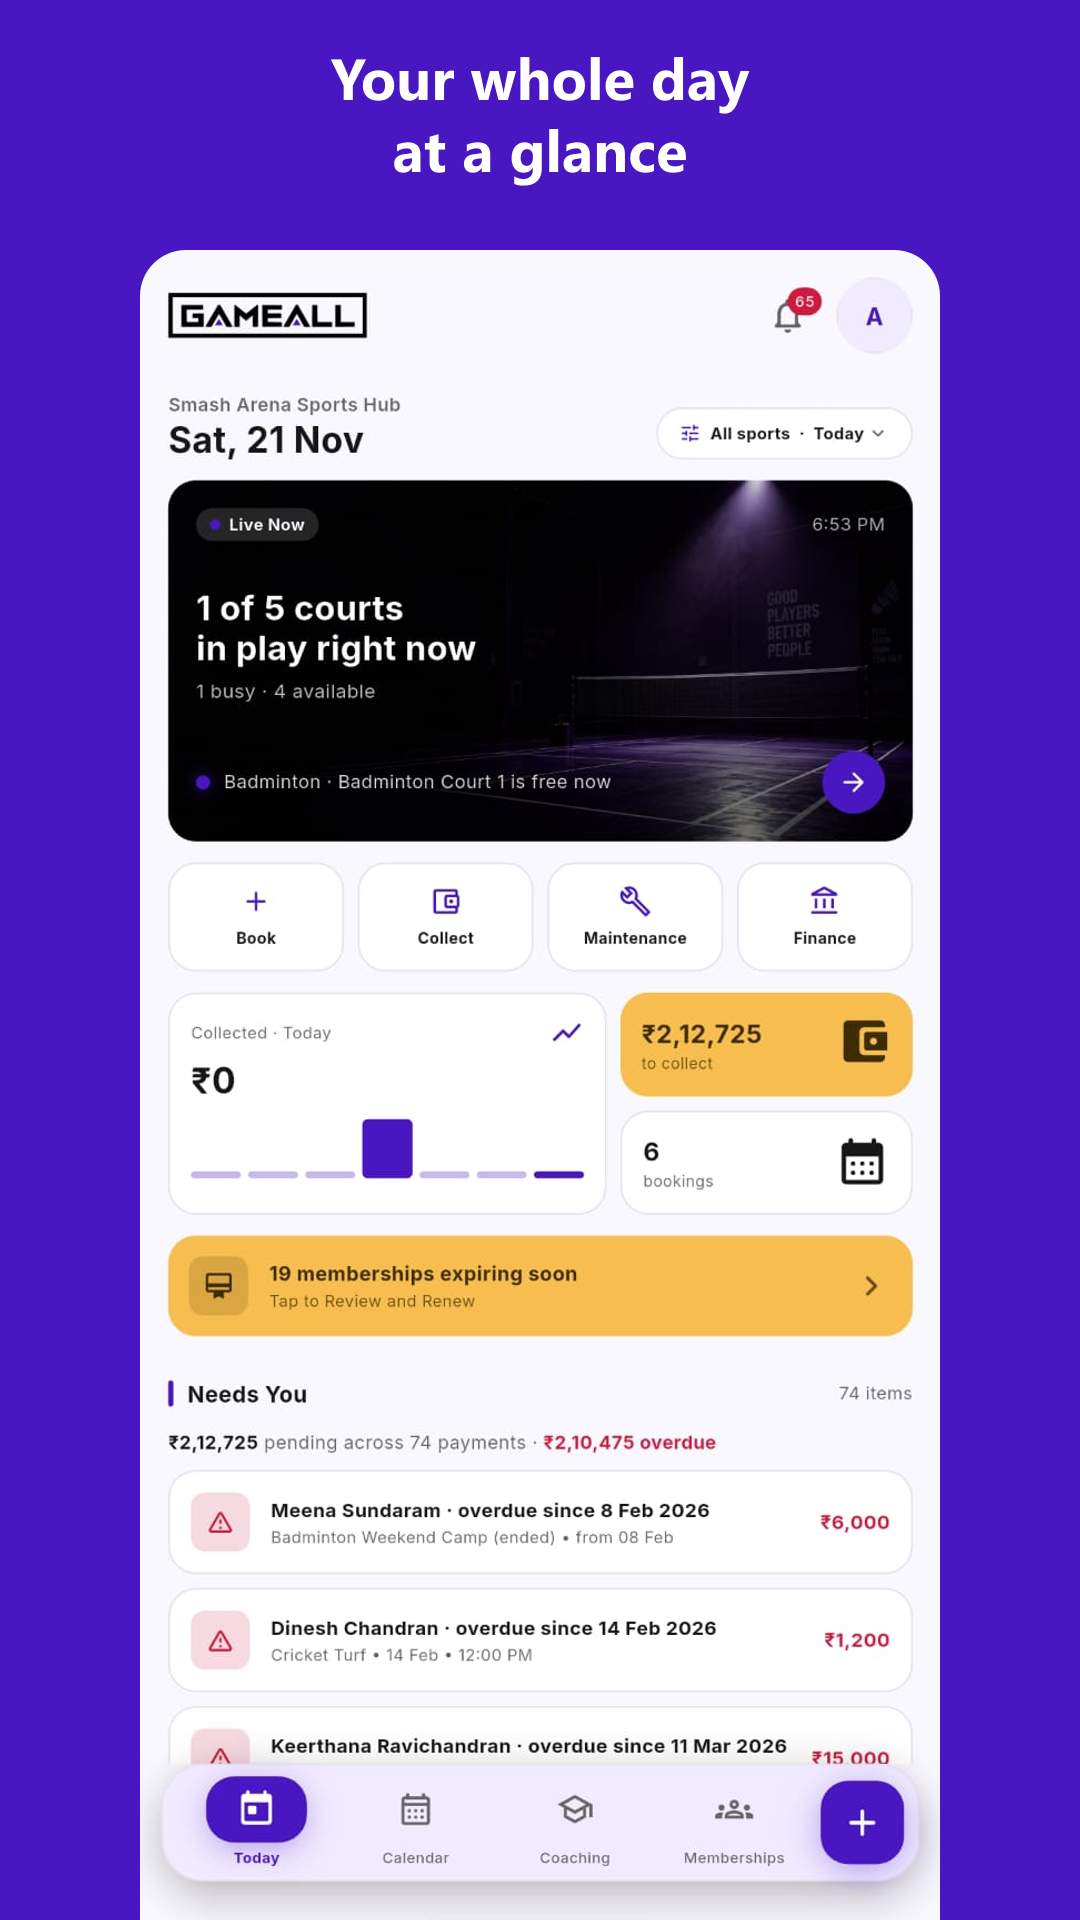 Your whole day
at a glance
GAMEALL
65
A
Smash Arena Sports Hub
Sat, 21 Nov
All sports · Today
Live Now
6:53 PM
GOOD
PLAYERS
BETTER
PEOPLE
1 of 5 courts
in play right now
1 busy · 4 available
Badminton · Badminton Court 1 is free now
Book
Collect
Maintenance
Finance
Collected · Today
₹0
₹2,12,725
to collect
6
bookings
19 memberships expiring soon
Tap to Review and Renew
Needs You
74 items
₹2,12,725 pending across 74 payments · ₹2,10,475 overdue
Meena Sundaram · overdue since 8 Feb 2026
₹6,000
Badminton Weekend Camp (ended) • from 08 Feb
Dinesh Chandran · overdue since 14 Feb 2026
₹1,200
Cricket Turf • 14 Feb • 12:00 PM
Keerthana Ravichandran · overdue since 11 Mar 2026
₹15,000
Today
Calendar
Coaching
Memberships